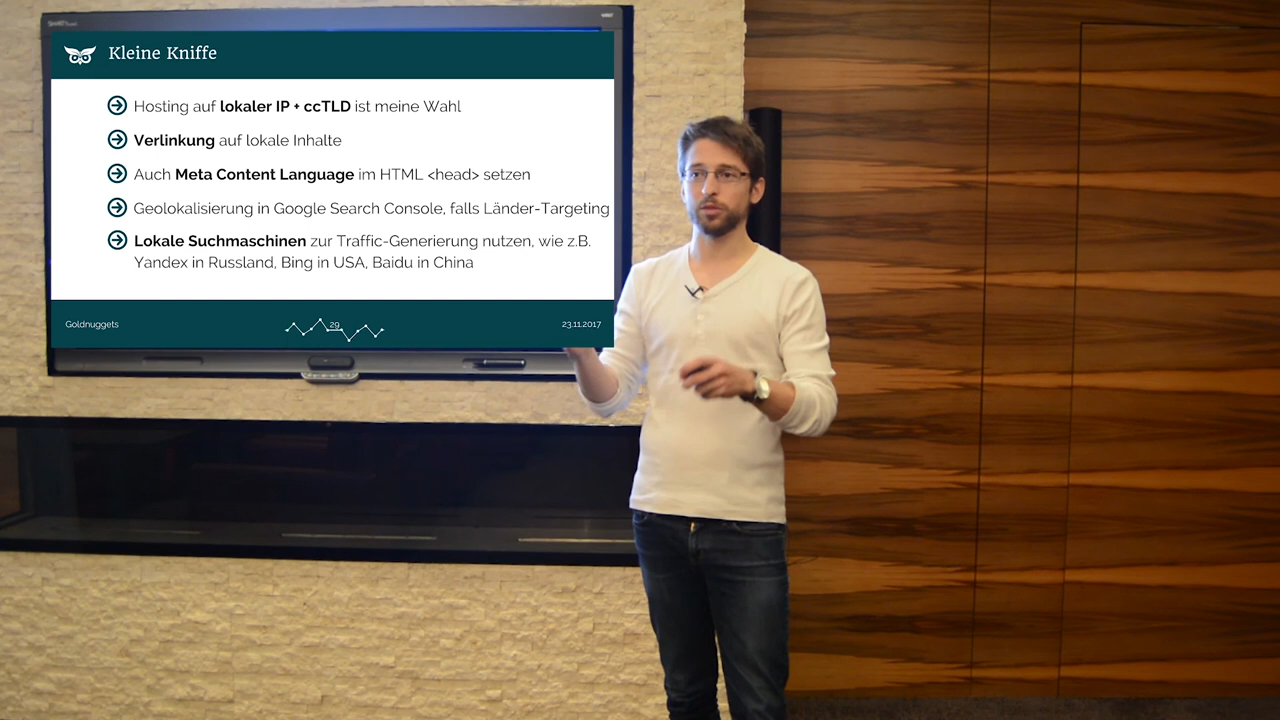 Kleine Kniffe
Hosting auf lokaler IP + ccTLD ist meine Wahl
Verlinkung auf lokale Inhalte
Auch Meta Content Language im HTML <head> setzen
Geolokalisierung in Google Search Console, falls Länder-Targeting
Lokale Suchmaschinen zur Traffic-Generierung nutzen, wie z.B.
Yandex in Russland, Bing in USA, Baidu in China
Goldnuggets
29
23.11.2017